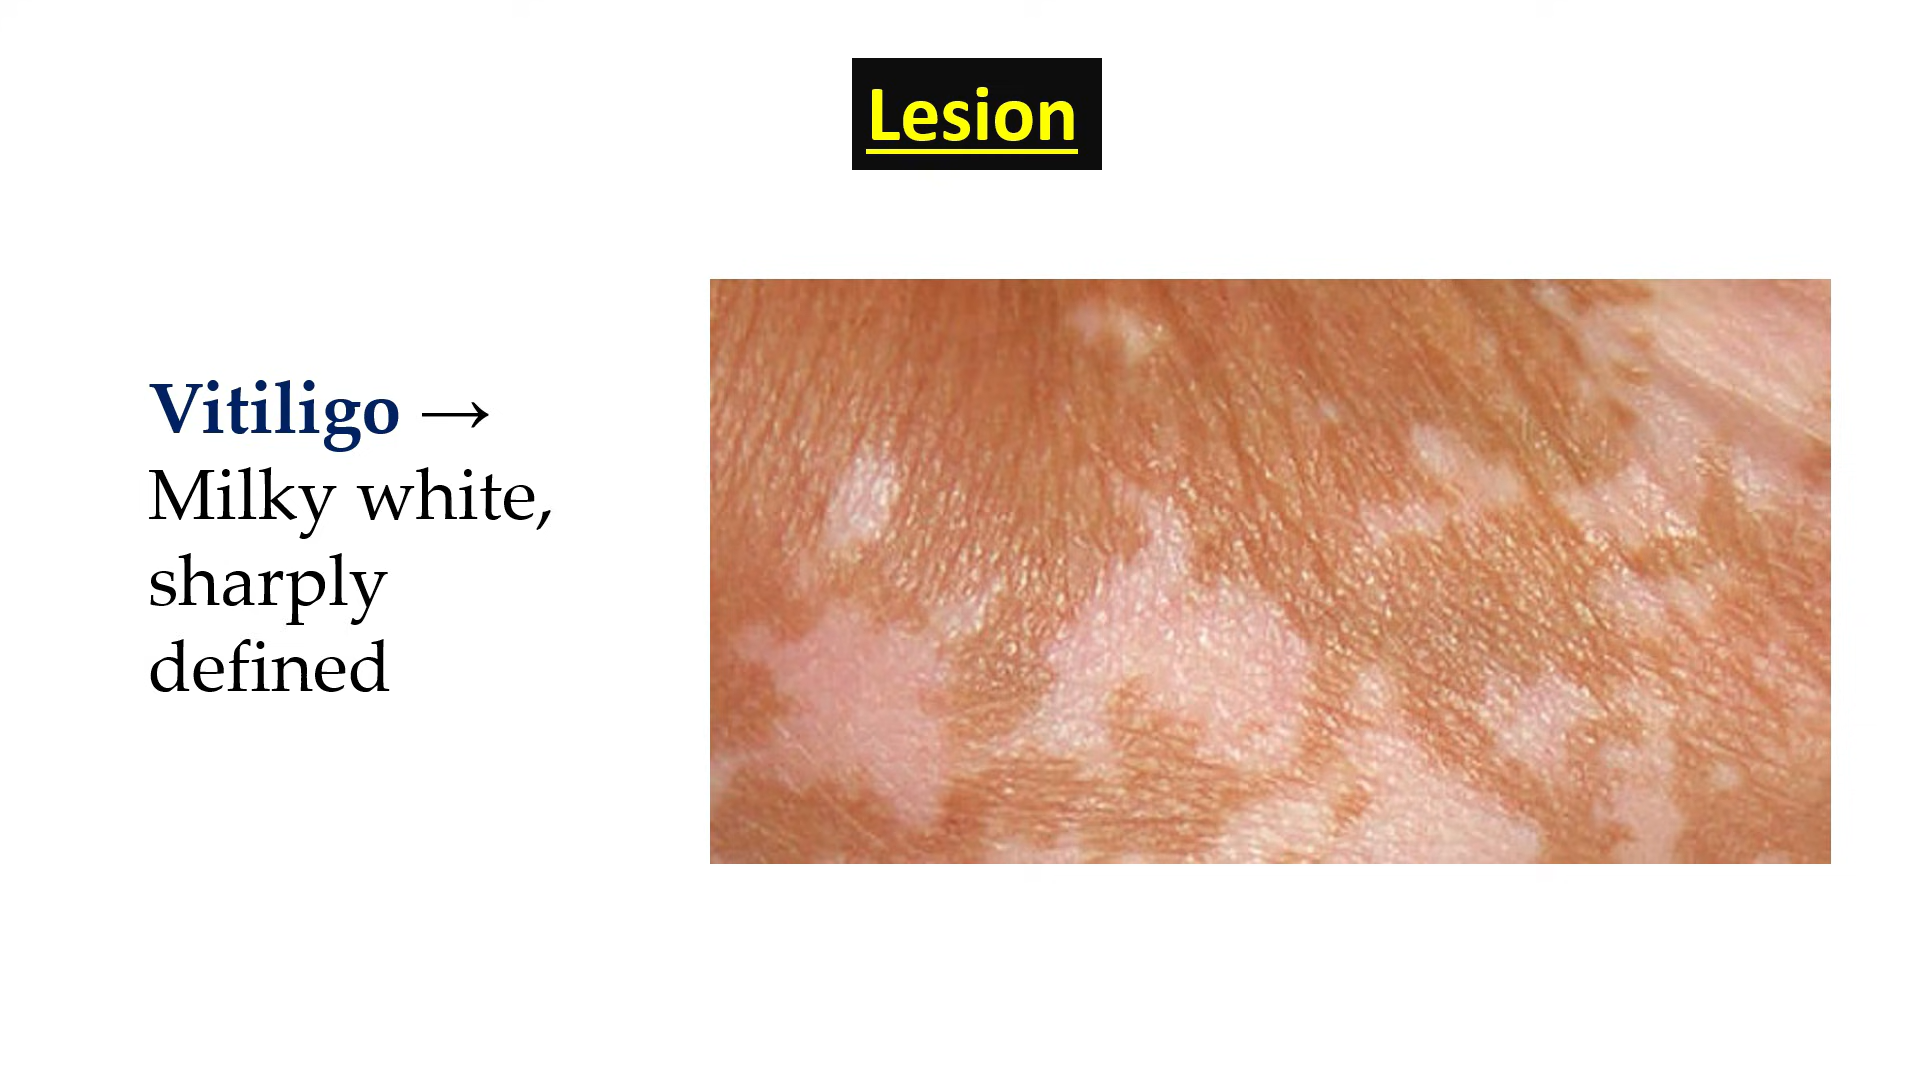 Lesion
Vitiligo →
Milky white,
sharply
defined